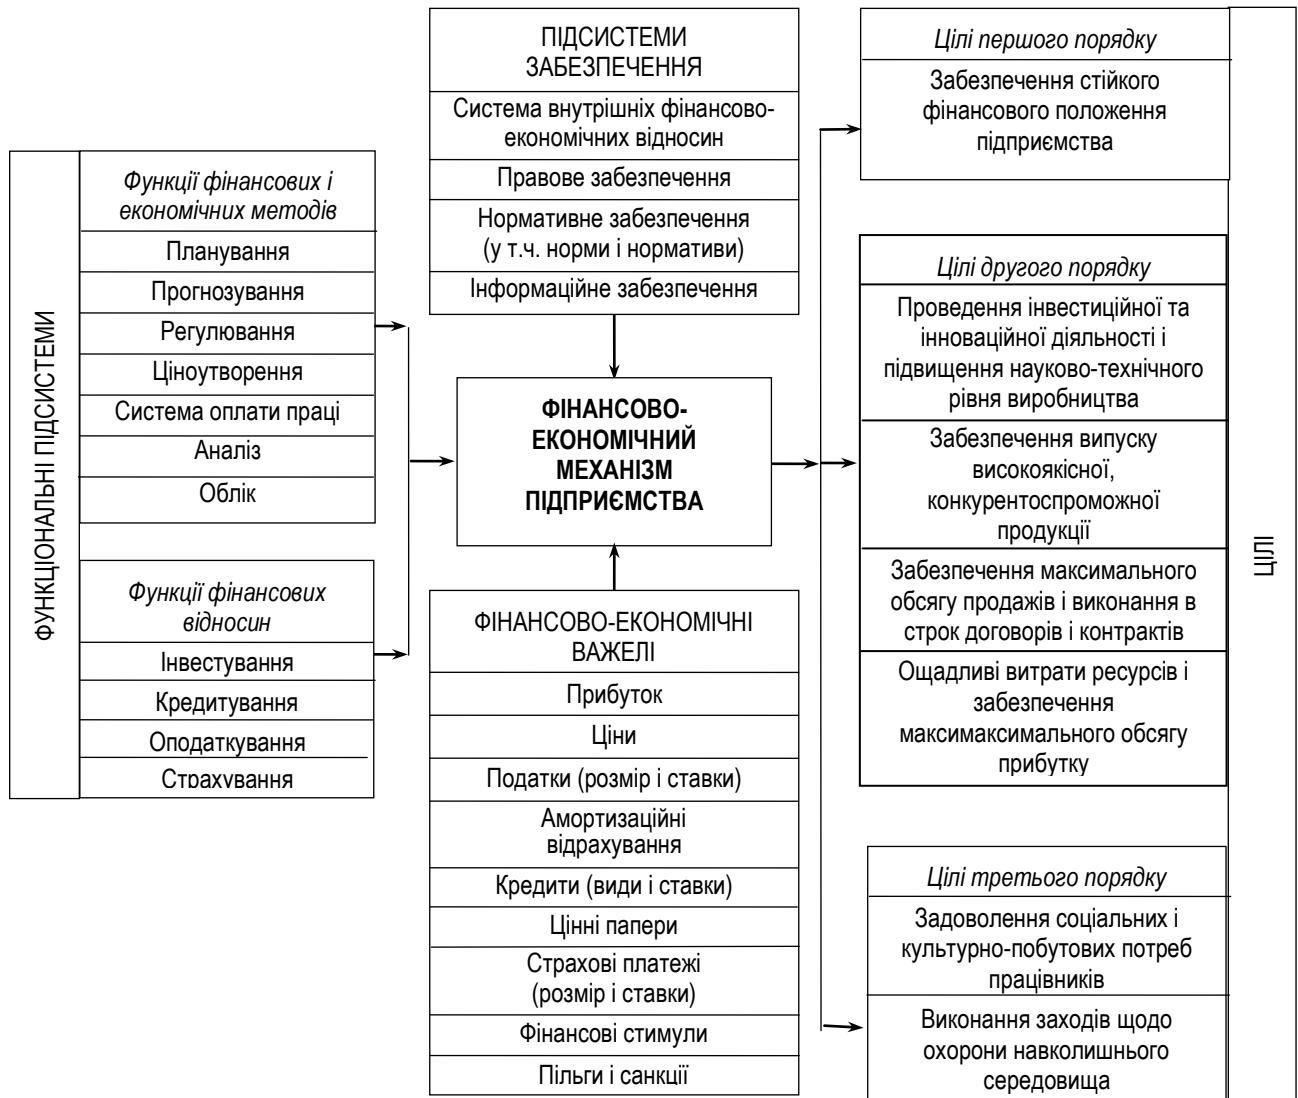 ФУНКЦІОНАЛЬНІ ПІДСИСТЕМИ
Функції фінансових і
економічних методів
Планування
Прогнозування
Регулювання
Ціноутворення
Система оплати праці
Аналіз
Облік
Функції фінансових
відносин
Інвестування
Кредитування
Оподаткування
Страхування
ПІДСИСТЕМИ
ЗАБЕЗПЕЧЕННЯ
Система внутрішніх фінансово-
економічних відносин
Правове забезпечення
Нормативне забезпечення
(у т.ч. норми і нормативи)
Інформаційне забезпечення
ФІНАНСОВО-
ЕКОНОМІЧНИЙ
МЕХАНІЗМ
ПІДПРИЄМСТВА
ФІНАНСОВО-ЕКОНОМІЧНІ
ВАЖЕЛІ
Прибуток
Ціни
Податки (розмір і ставки)
Амортизаційні
відрахування
Кредити (види і ставки)
Цінні папери
Страхові платежі
(розмір і ставки)
Фінансові стимули
Пільги і санкції
Цілі першого порядку
Забезпечення стійкого
фінансового положення
підприємства
Цілі другого порядку
Проведення інвестиційної та
інноваційної діяльності і
підвищення науково-технічного
рівня виробництва
Забезпечення випуску
високоякісної,
конкурентоспроможної
продукції
Забезпечення максимального
обсягу продажів і виконання в
строк договорів і контрактів
Ощадливі витрати ресурсів і
забезпечення
максимаксимального обсягу
прибутку
Цілі третього порядку
Задоволення соціальних і
культурно-побутових потреб
працівників
Виконання заходів щодо
охорони навколишнього
середовища
ЦІЛІ